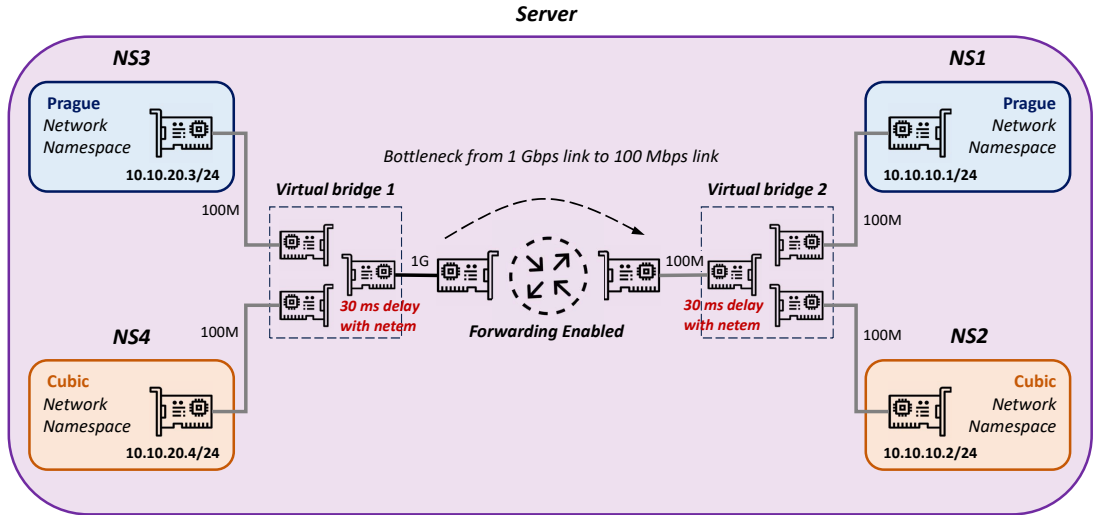 Server
NS3
NS1
Prague
Network
Namespace
10.10.20.3/24
Prague
Network
Namespace
10.10.10.1/24
Bottleneck from 1 Gbps link to 100 Mbps link
Virtual bridge 1
Virtual bridge 2
100M
100M
1G
100M
30 ms delay
with netem
30 ms delay
with netem
Forwarding Enabled
100M
100M
NS4
NS2
Cubic
Network
Namespace
10.10.20.4/24
Cubic
Network
Namespace
10.10.10.2/24